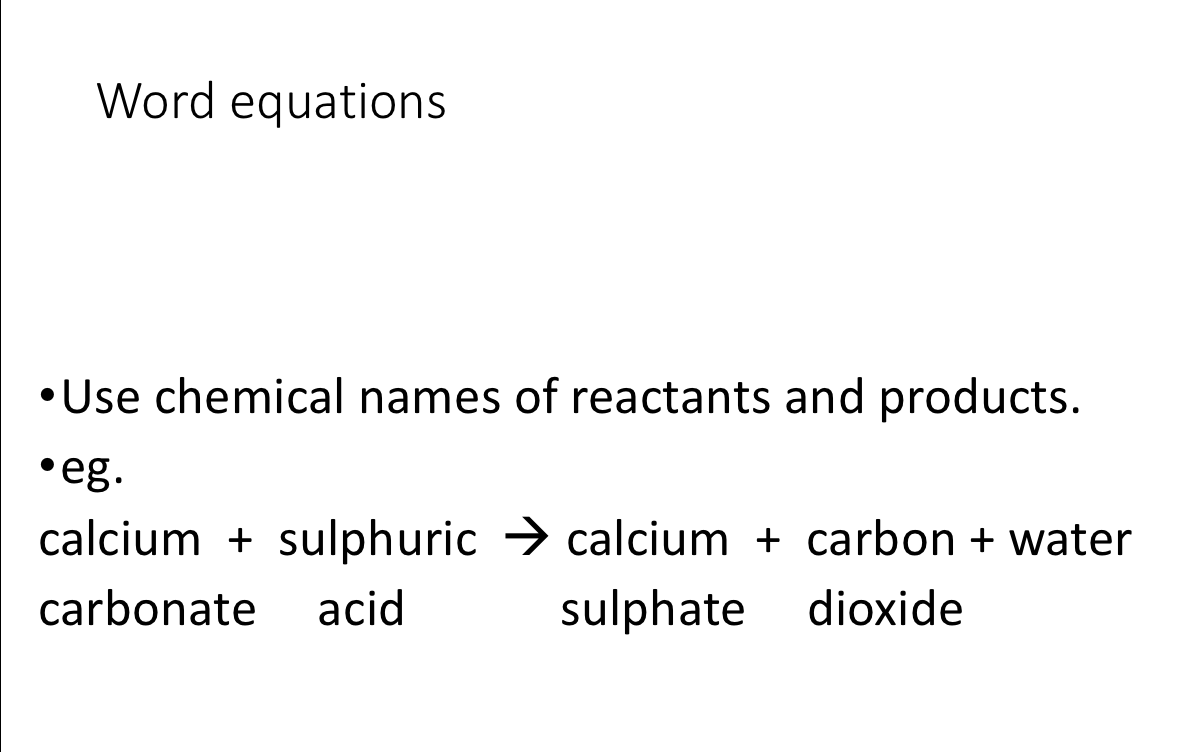 Word equations
•Use chemical names of reactants and products.
•eg.
calcium + sulphuric → calcium + carbon + water
carbonate acid sulphate dioxide